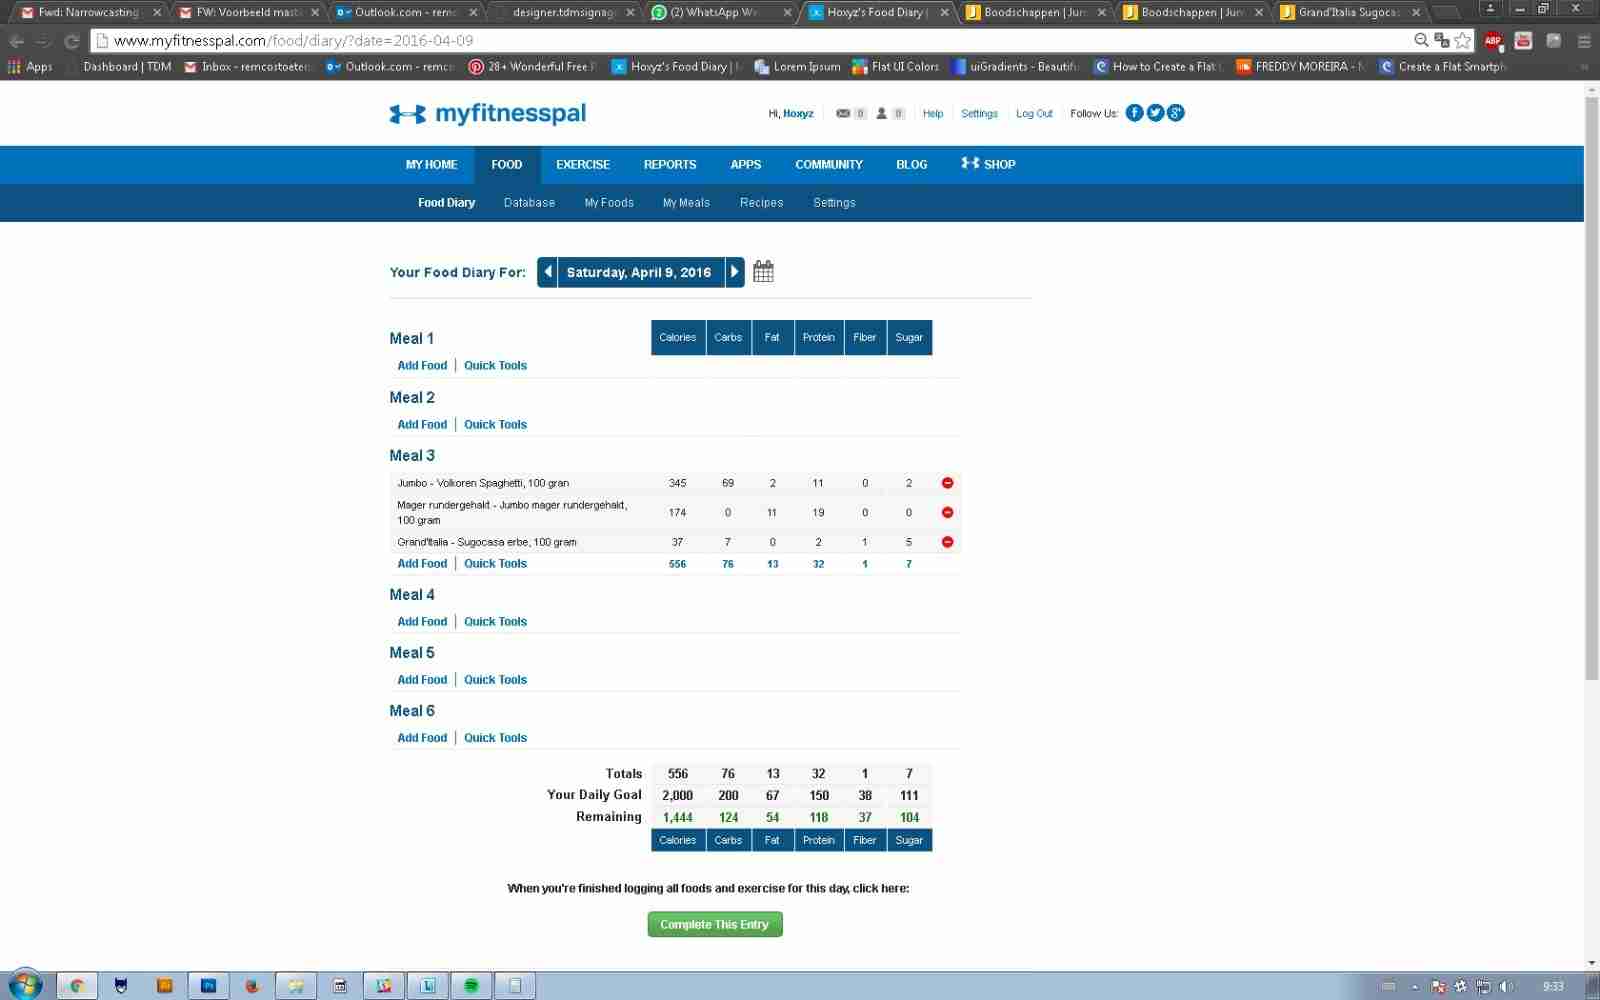 Fwd: Narrowcasting
FW: Voorbeeld mast
Outlook.com - remc
designer.tdmsignag
(2) WhatsApp W
Hoxyz's Food Diary |
Boodschappen | Jun
Boodschappen | Jun
Grand'Italia Sugocas
www.myfitnesspal.com/food/diary/?date=2016-04-09
ABP
Apps
Dashboard | TDM
Inbox - remcostoeten
Outlook.com - remc
28+ Wonderful Free F
Hoxyz's Food Diary |
Lorem Ipsum
Flat UI Colors
uiGradients - Beautifu
How to Create a Flat
FREDDY MOREIRA - 
Create a Flat Smartph
myfitnesspal
Hi, Hoxyz
0
0
Help
Settings
Log Out
Follow Us:
MY HOME
FOOD
EXERCISE
REPORTS
APPS
COMMUNITY
BLOG
SHOP
Food Diary
Database
My Foods
My Meals
Recipes
Settings
Your Food Diary For:
Saturday, April 9, 2016
Meal 1
Calories Carbs Fat Protein Fiber Sugar
Add Food | Quick Tools
Meal 2
Add Food | Quick Tools
Meal 3
Jumbo - Volkoren Spaghetti, 100 gran 345 69 2 11 0 2
Mager rundergehakt - Jumbo mager rundergehakt,
100 gram 174 0 11 19 0 0
Grand'Italia - Sugocasa erbe, 100 gram 37 7 0 2 1 5
Add Food | Quick Tools 556 76 13 32 1 7
Meal 4
Add Food | Quick Tools
Meal 5
Add Food | Quick Tools
Meal 6
Add Food | Quick Tools
Totals 556 76 13 32 1 7
Your Daily Goal 2,000 200 67 150 38 111
Remaining 1,444 124 54 118 37 104
Calories Carbs Fat Protein Fiber Sugar
When you're finished logging all foods and exercise for this day, click here:
Complete This Entry
9:33